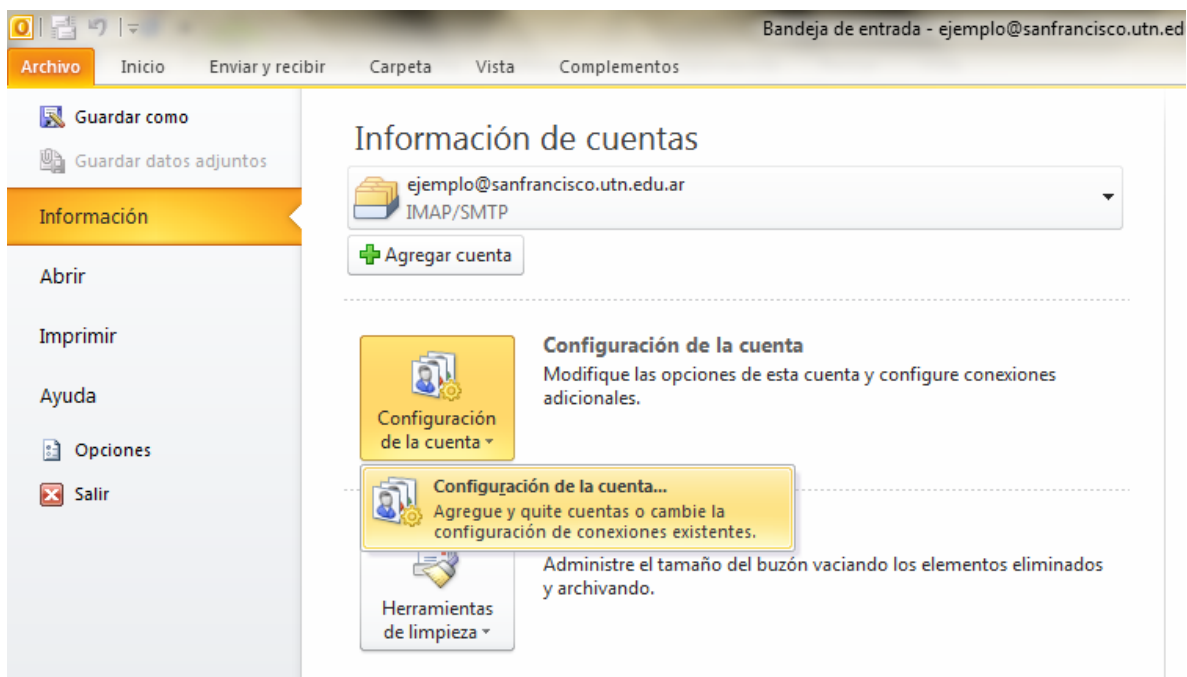 Bandeja de entrada - ejemplo@sanfrancisco.utn.ed
Archivo Inicio Enviar y recibir Carpeta Vista Complementos
Guardar como
Guardar datos adjuntos
Información
Abrir
Imprimir
Ayuda
Opciones
Salir
Información de cuentas
ejemplo@sanfrancisco.utn.edu.ar
IMAP/SMTP
Agregar cuenta
Configuración
de la cuenta
Configuración de la cuenta
Modifique las opciones de esta cuenta y configure conexiones
adicionales.
Configuración de la cuenta...
Agregue y quite cuentas o cambie la
configuración de conexiones existentes.
Herramientas
de limpieza
Administre el tamaño del buzón vaciando los elementos eliminados
y archivando.